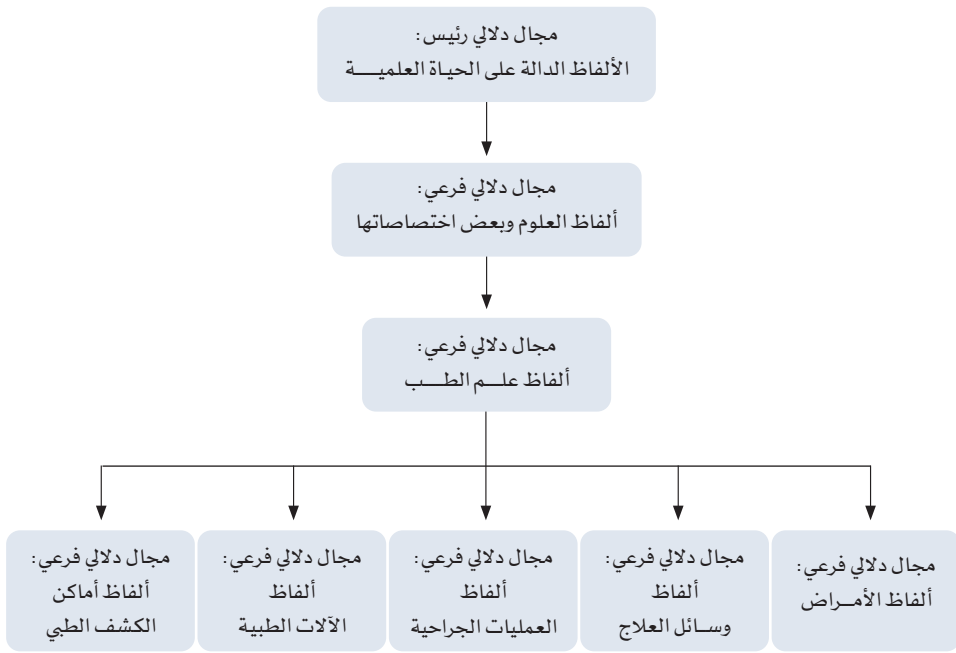 مجال دلالي رئيس:
الألفاظ الدالة على الحياة العلميـــة
مجال دلالي فرعي:
ألفاظ العلوم وبعض اختصاصاتها
مجال دلالي فرعي:
ألفاظ علـــم الطـــب
مجال دلالي فرعي:
ألفاظ الأمــراض
مجال دلالي فرعي:
ألفاظ
وســائل العلاج
مجال دلالي فرعي:
ألفاظ
العمليات الجراحية
مجال دلالي فرعي:
ألفاظ
الآلات الطبية
مجال دلالي فرعي:
ألفاظ أماكن
الكشف الطبي